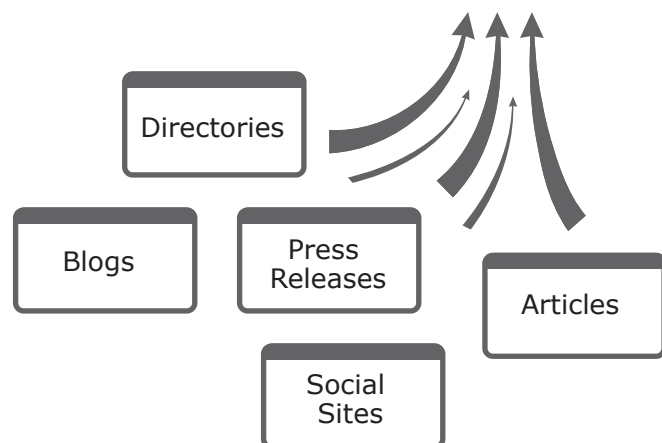 Directories
Blogs
Press
Releases
Articles
Social
Sites